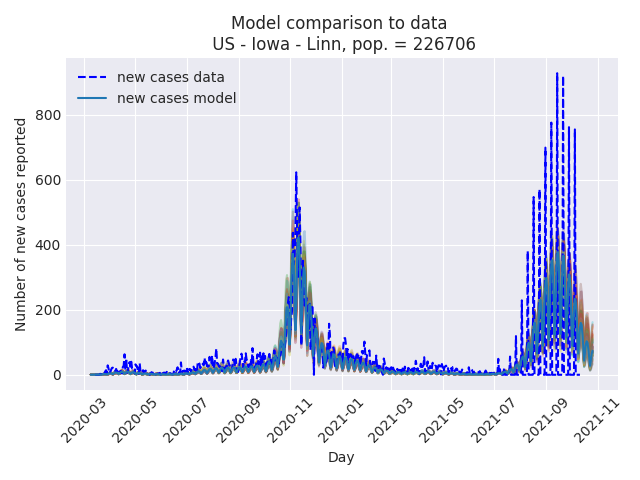 Model comparison to data
US - Iowa - Linn, pop. = 226706
new cases data
new cases model
Number of new cases reported
800
600
400
200
0
2020-03
2020-05
2020-07
2020-09
2020-11
2021-01
2021-03
2021-05
2021-07
2021-09
2021-11
Day